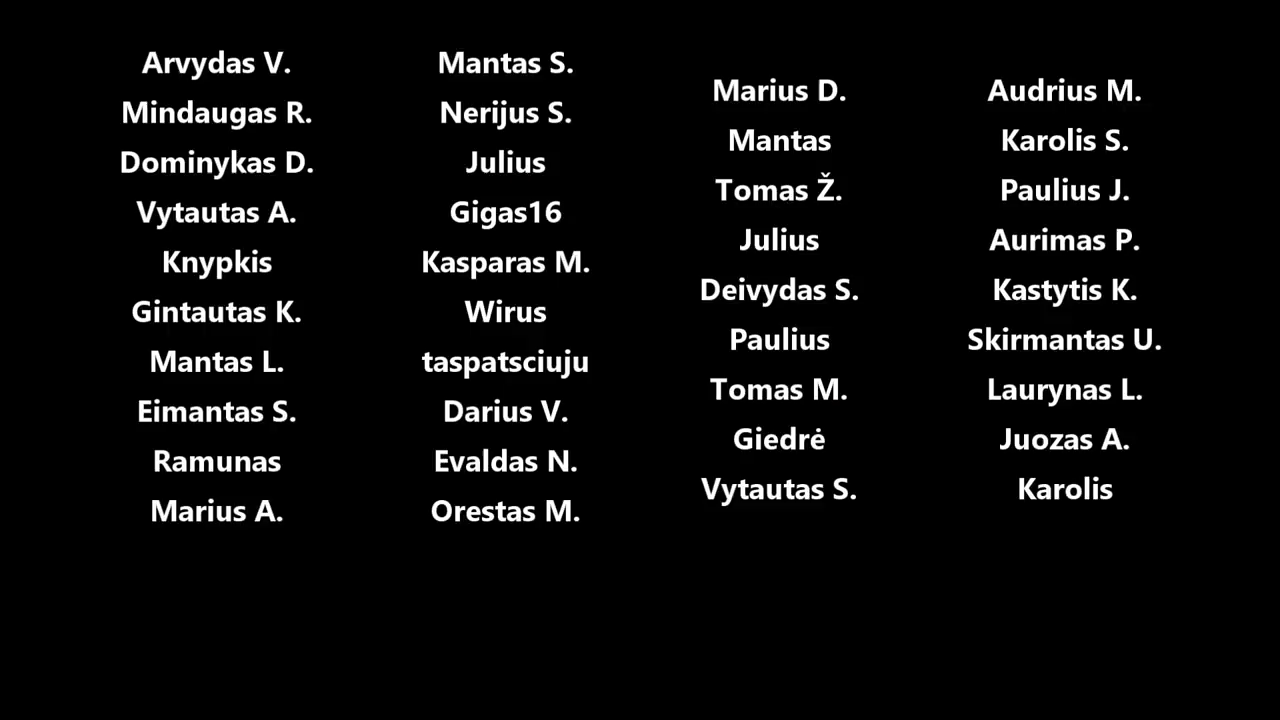 Arvydas V.
Mindaugas R.
Dominykas D.
Vytautas A.
Knypkis
Gintautas K.
Mantas L.
Eimantas S.
Ramunas
Marius A.
Mantas S.
Nerijus S.
Julius
Gigas16
Kasparas M.
Wirus
taspatsciuju
Darius V.
Evaldas N.
Orestas M.
Marius D.
Mantas
Tomas Ž.
Julius
Deivydas S.
Paulius
Tomas M.
Giedrė
Vytautas S.
Audrius M.
Karolis S.
Paulius J.
Aurimas P.
Kastytis K.
Skirmantas U.
Laurynas L.
Juozas A.
Karolis